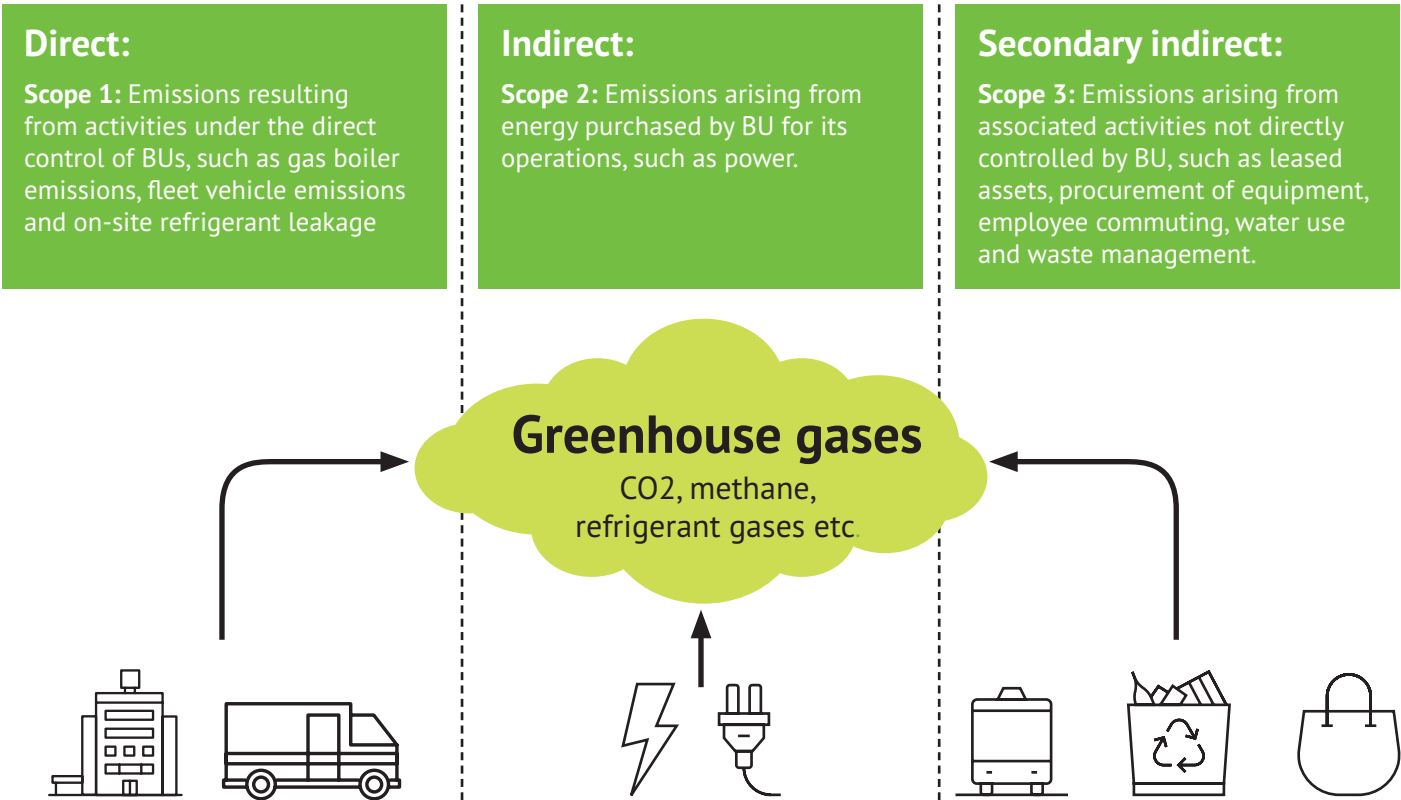 Direct:
Scope 1: Emissions resulting
from activities under the direct
control of BUs, such as gas boiler
emissions, fleet vehicle emissions
and on-site refrigerant leakage
Indirect:
Scope 2: Emissions arising from
energy purchased by BU for its
operations, such as power.
Secondary indirect:
Scope 3: Emissions arising from
associated activities not directly
controlled by BU, such as leased
assets, procurement of equipment,
employee commuting, water use
and waste management.
Greenhouse gases
CO2, methane,
refrigerant gases etc.